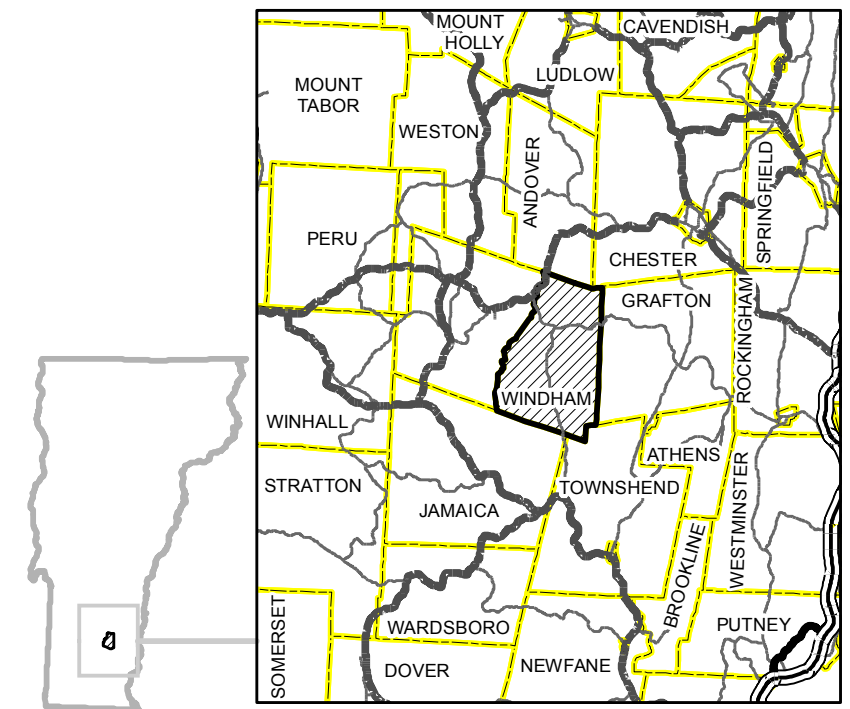 MOUNT
HOLLY
CAVENDISH
LUDLOW
MOUNT
TABOR
WESTON
ANDOVER
SPRINGFIELD
PERU
CHESTER
GRAFTON
ROCKINGHAM
WINDHAM
WINHALL
ATHENS
STRATTON
TOWNSHEND
WESTMINSTER
JAMAICA
BROOKLINE
SOMERSET
WARDSBORO
PUTNEY
DOVER
NEWFANE